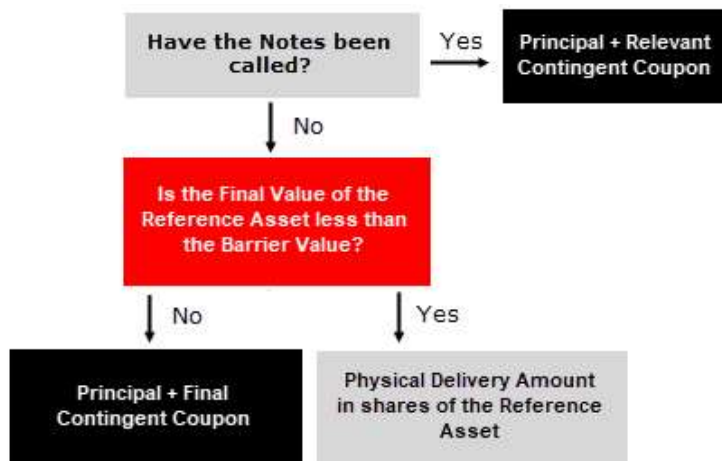 Have the Notes been
called?
Yes
Principal + Relevant
Contingent Coupon
No
Is the Final Value of the
Reference Asset less than
the Barrier Value?
No
Yes
Principal + Final
Contingent Coupon
Physical Delivery Amount
in shares of the Reference
Asset